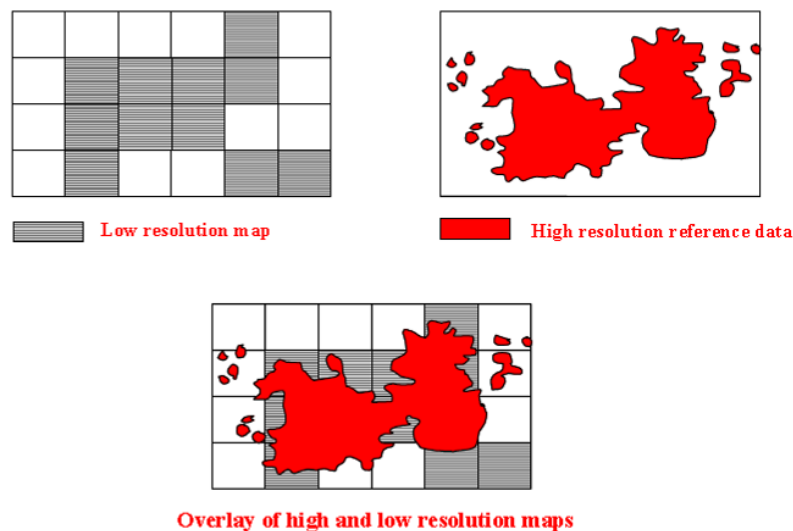 Low resolution map
High resolution reference data
Overlay of high and low resolution maps